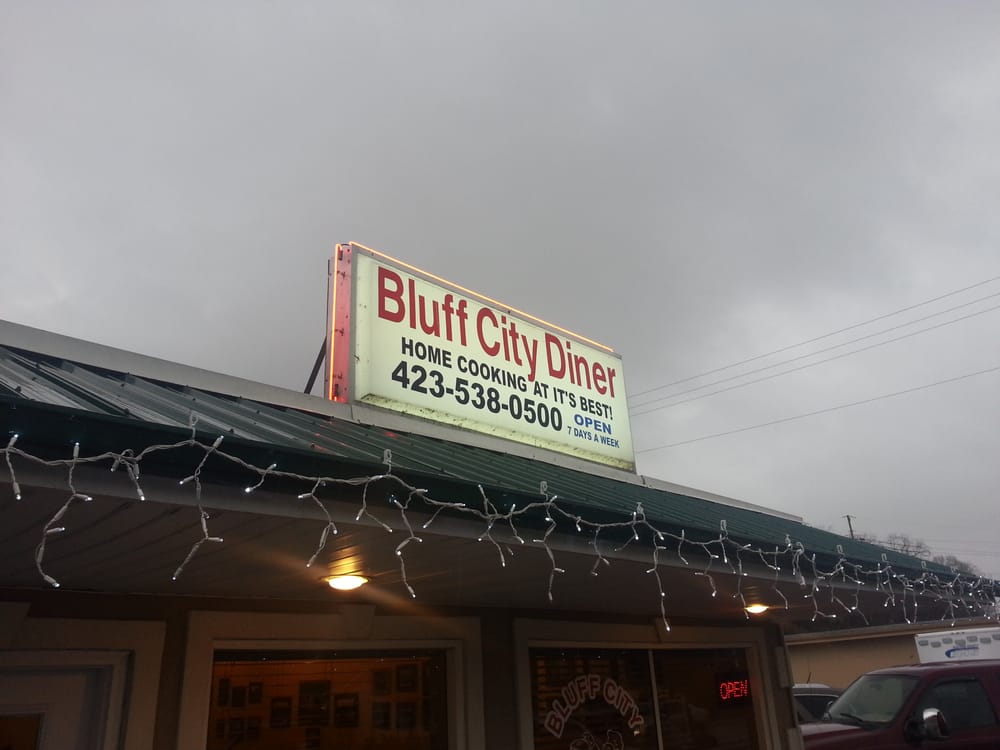 Bluff City Diner
HOME COOKING AT IT'S BEST!
423-538-0500
OPEN
7 DAYS A WEEK
BLUFF CITY
OPEN